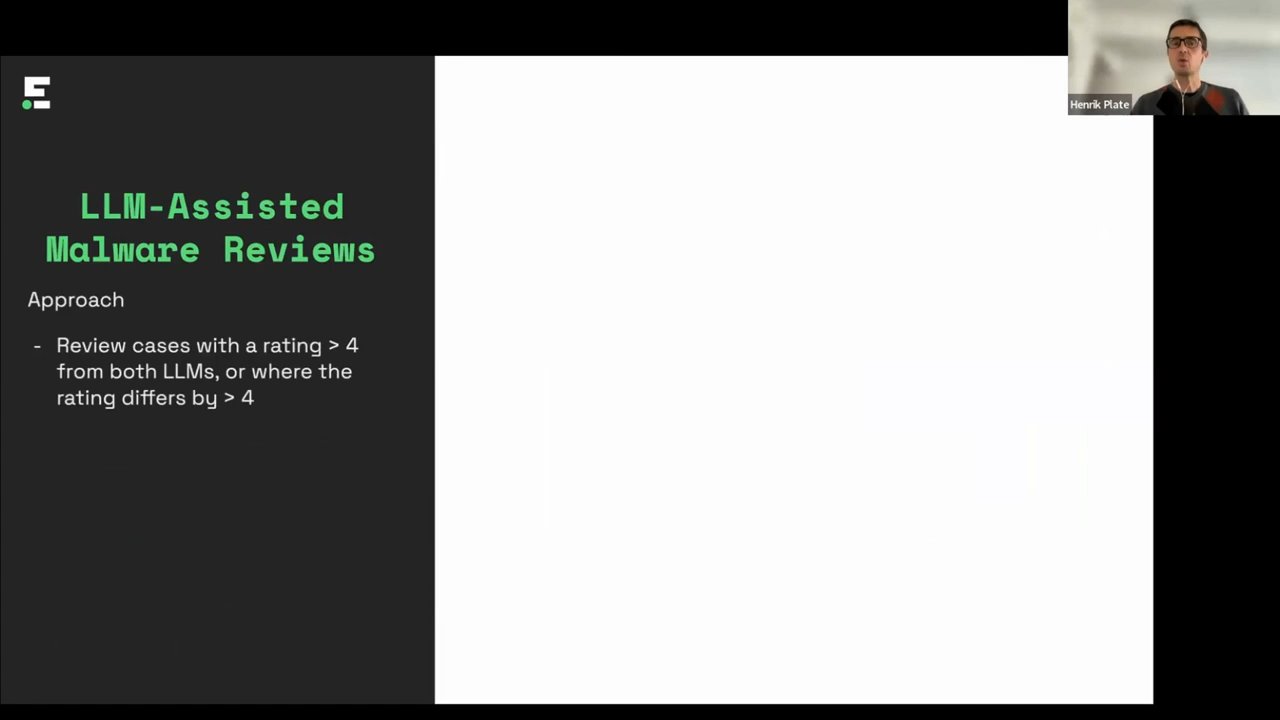 LLM-Assisted
Malware Reviews
Approach
- Review cases with a rating > 4
from both LLMs, or where the
rating differs by > 4
Henrik Plate